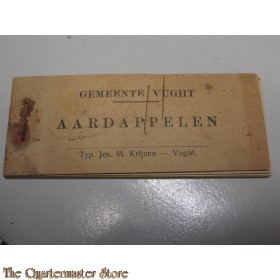 GEMEENTE VUGHT
AARDAPPELEN
Typ. Jos. M. Krijnen — Vught.
© The Quartermaster Store